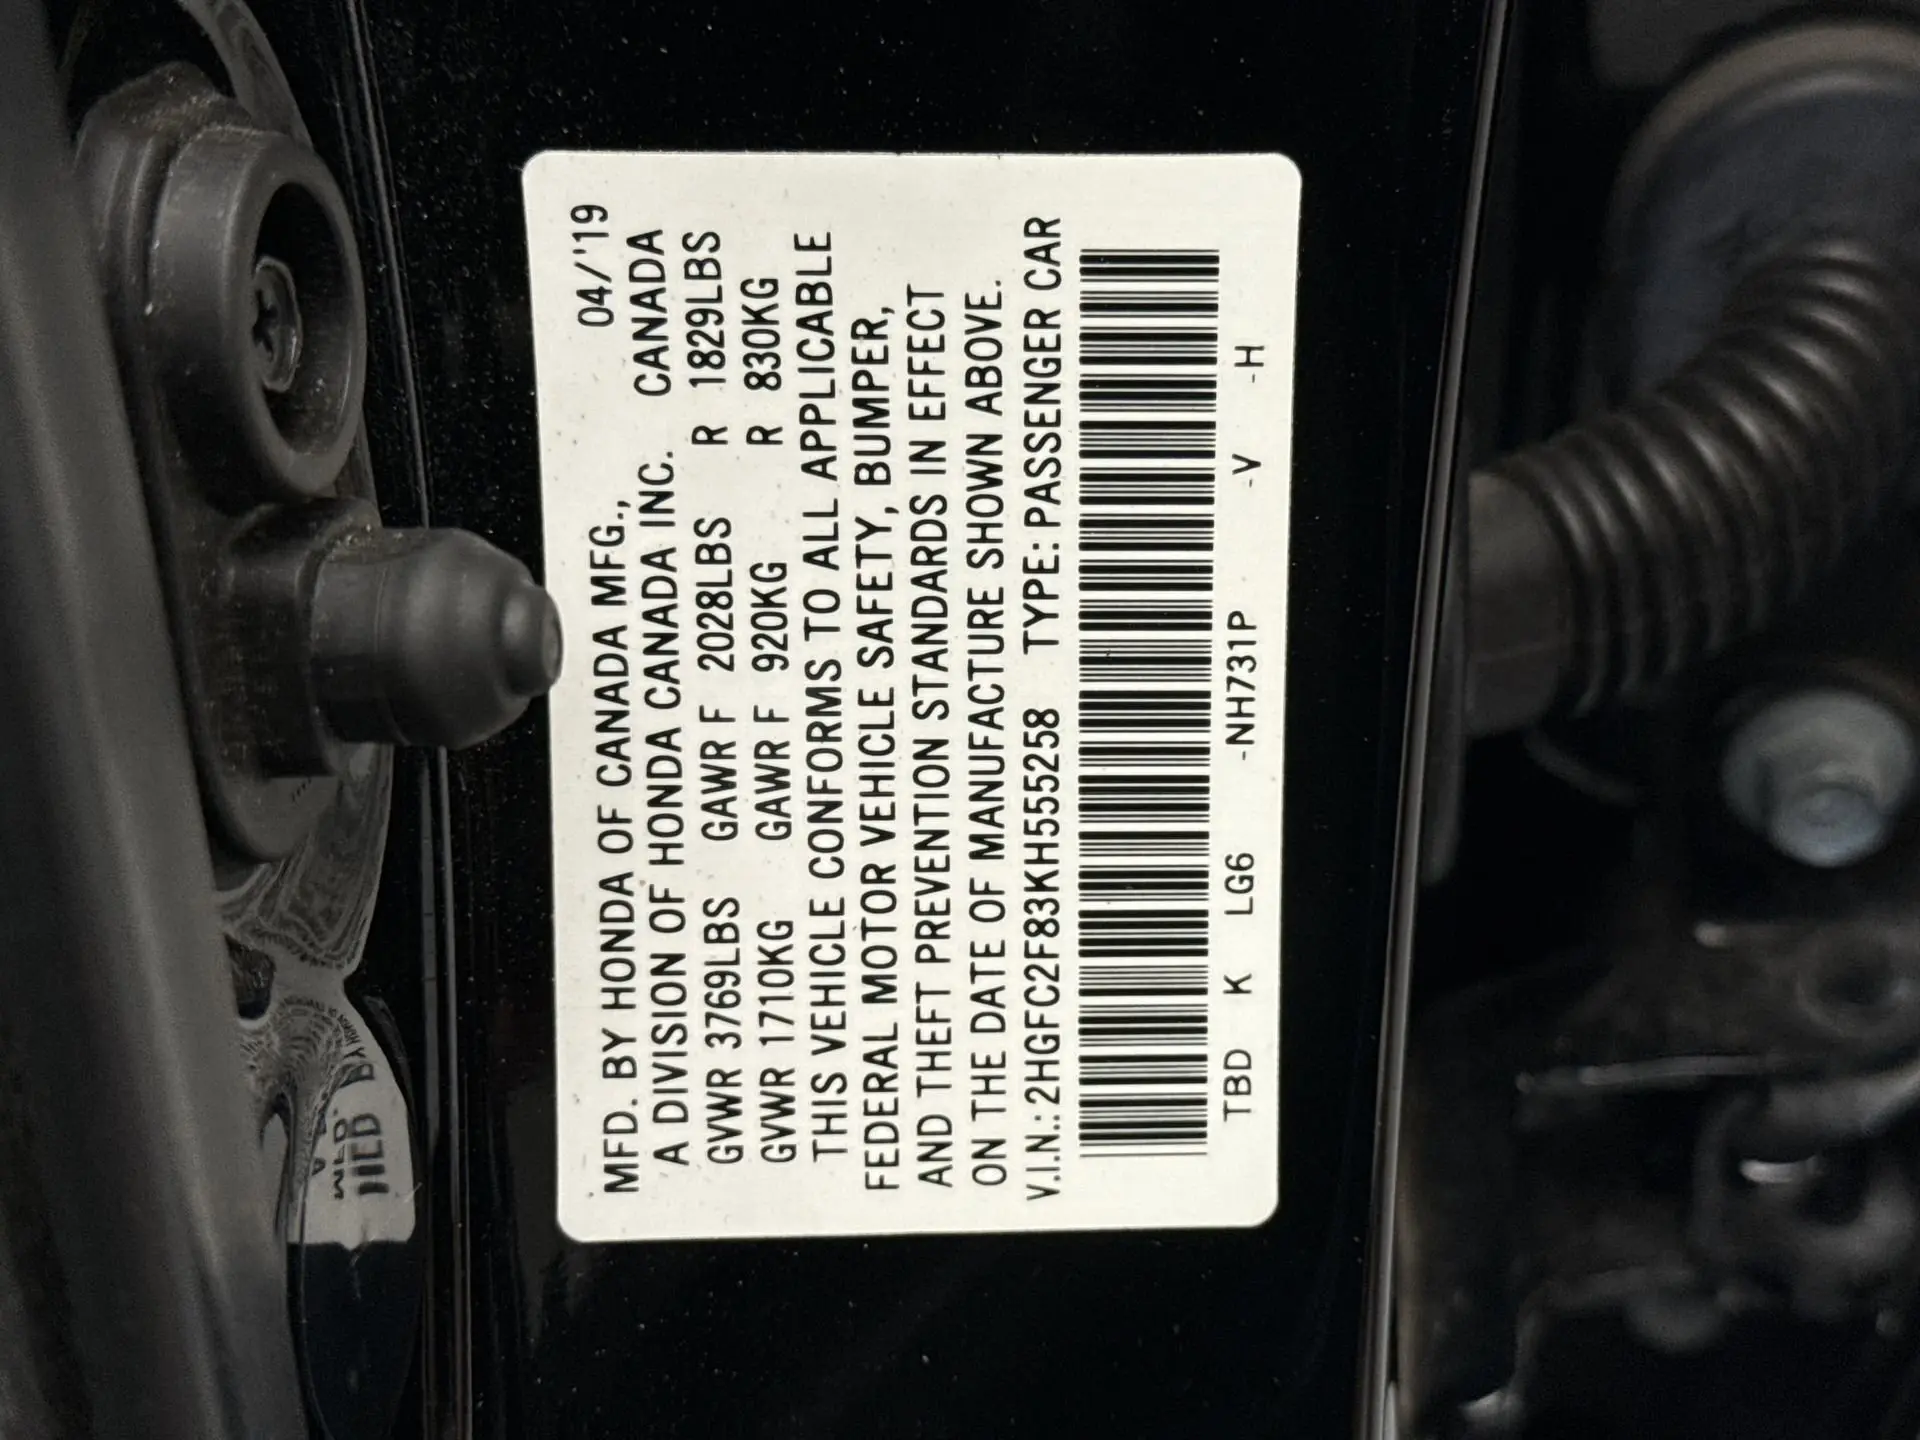 04/'19
MFD. BY HONDA OF CANADA MFG.,
A DIVISION OF HONDA CANADA INC. CANADA
GVWR 3769LBS GAWR F 2028LBS R 1829LBS
GVWR 1710KG GAWR F 920KG R 830KG
THIS VEHICLE CONFORMS TO ALL APPLICABLE
FEDERAL MOTOR VEHICLE SAFETY, BUMPER,
AND THEFT PREVENTION STANDARDS IN EFFECT
ON THE DATE OF MANUFACTURE SHOWN ABOVE.
V.I.N.: 2HGFC2F83KH555258 TYPE: PASSENGER CAR
TBD K LG6 -NH731P -V -H